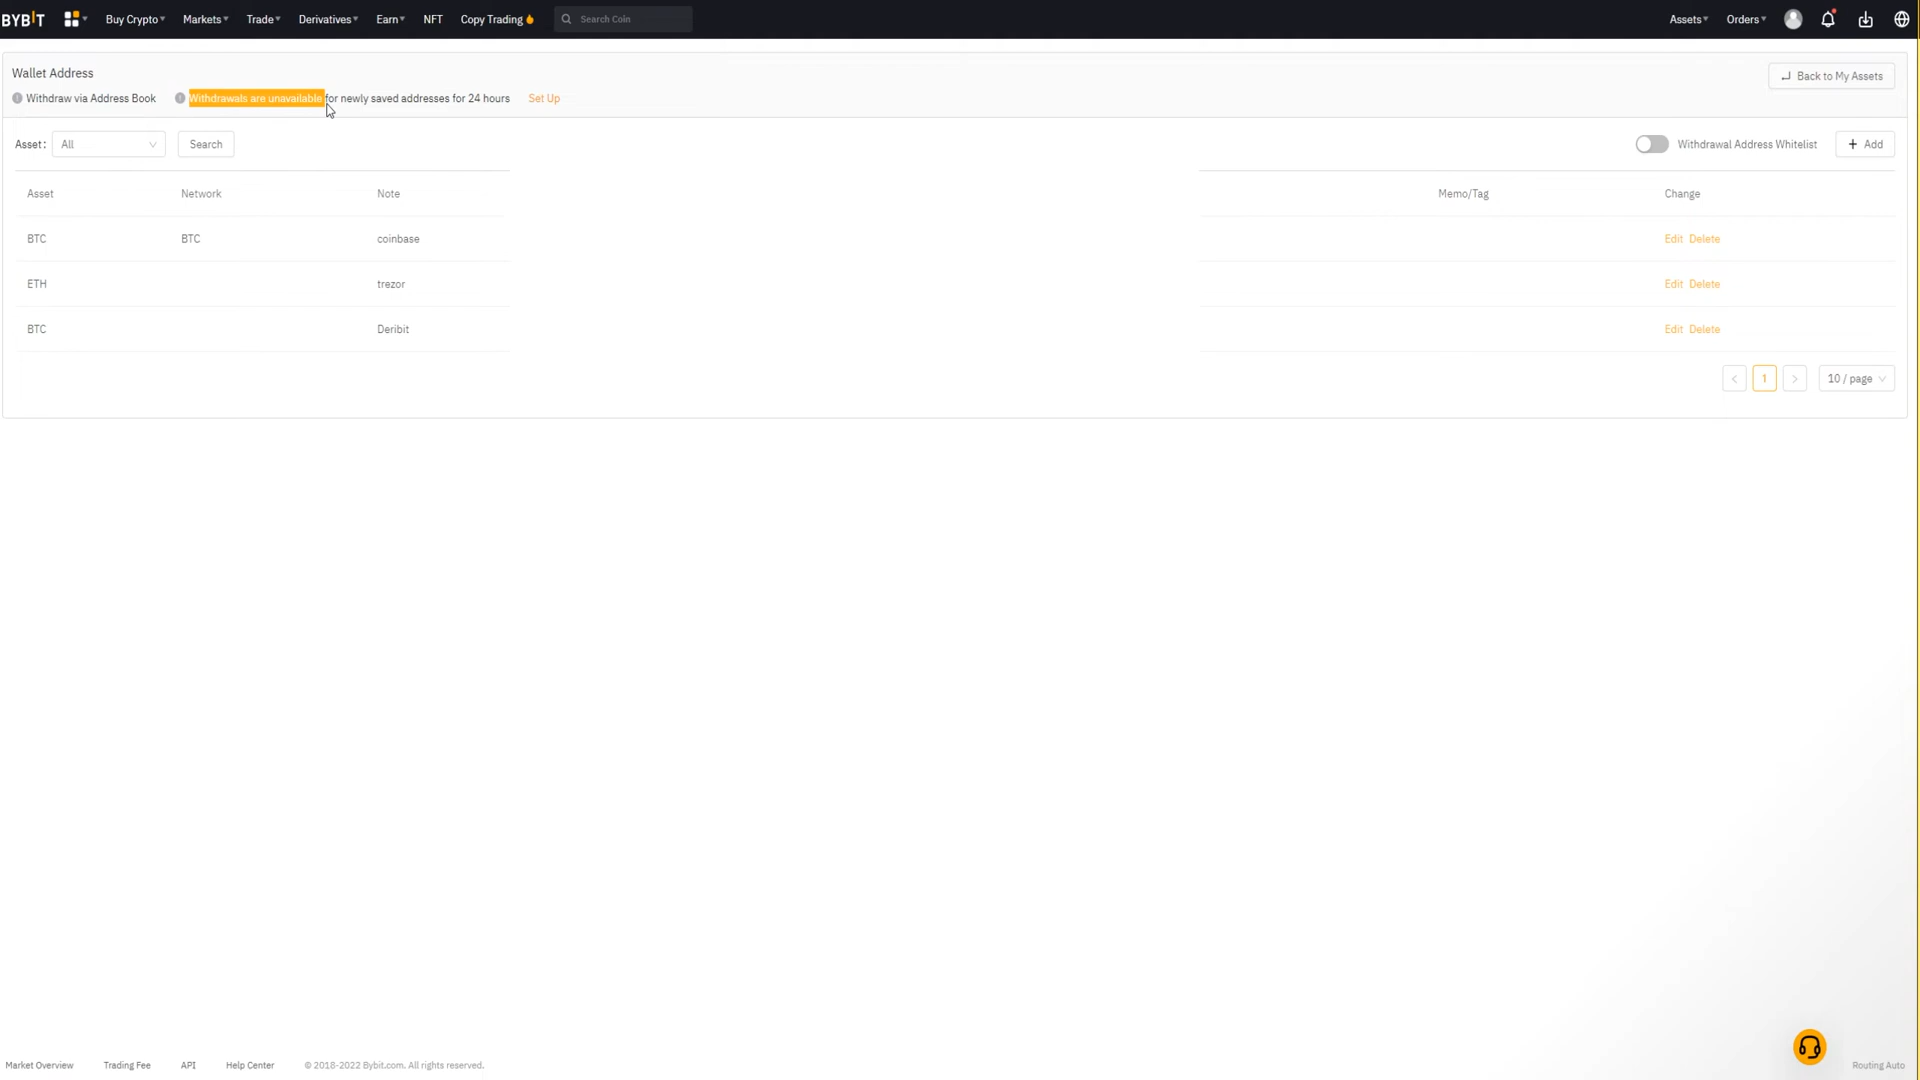 BYBIT Buy Crypto Markets Trade Derivatives Earn NFT Copy Trading Search Coin Assets Orders
Wallet Address
Back to My Assets
Withdraw via Address Book Withdrawals are unavailable for newly saved addresses for 24 hours Set Up
Asset: All Search Withdrawal Address Whitelist + Add
Asset Network Note Memo/Tag Change
BTC BTC coinbase Edit Delete
ETH trezor Edit Delete
BTC Deribit Edit Delete
< 1 > 10 / page
Market Overview Trading Fee API Help Center © 2018-2022 Bybit.com. All rights reserved. Routing Auto